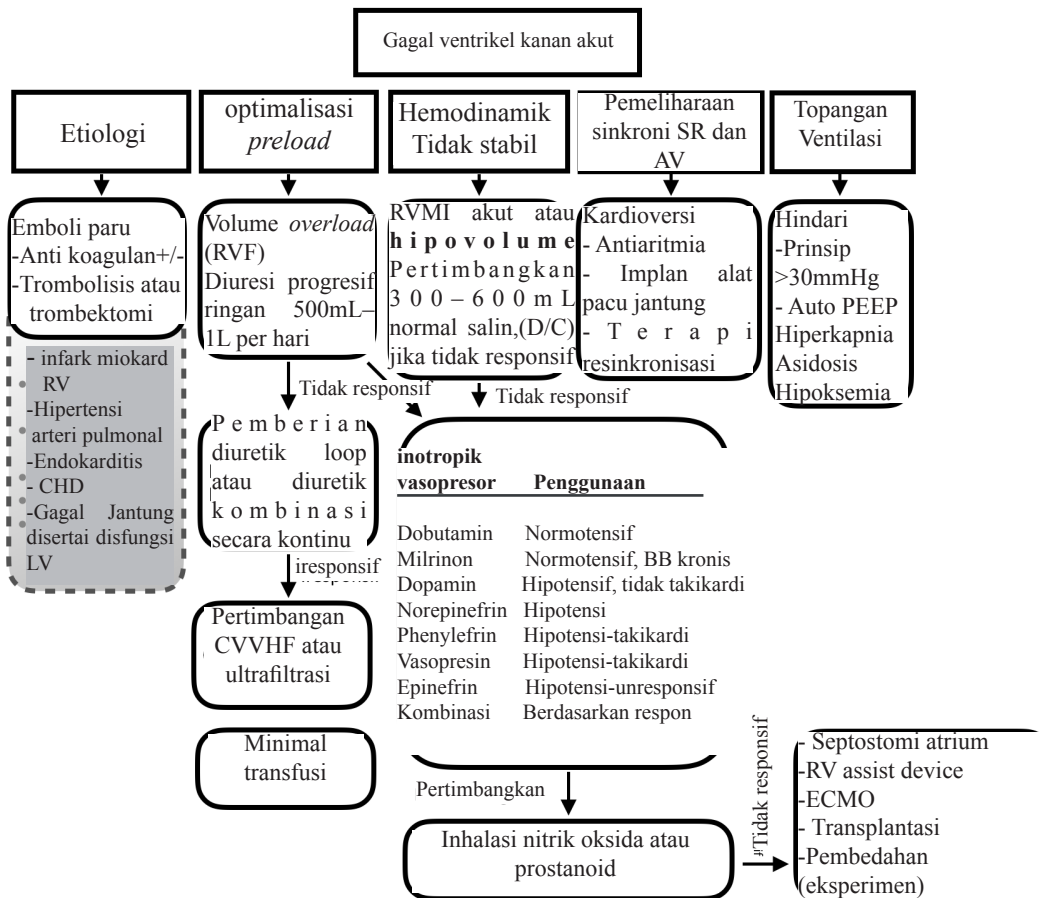 Gagal ventrikel kanan akut
Etiologi
optimalisasi
preload
Hemodinamik
Tidak stabil
Pemeliharaan
sinkroni SR dan
AV
Topangan
Ventilasi
Emboli paru
-Anti koagulan+/-
-Trombolisis atau
trombektomi
- infark miokard
RV
-Hipertensi
arteri pulmonal
-Endokarditis
- CHD
-Gagal Jantung
disertai disfungsi
LV
Volume overload
(RVF)
Diuresi progresif
ringan 500mL–
1L per hari
Tidak responsif
Pemberian
diuretik loop
atau diuretik
kombinasi
secara kontinu
iresponsif
Pertimbangan
CVVHF atau
ultrafiltrasi
Minimal
transfusi
RVMI akut atau
hipovolume
Pertimbangkan
300–600mL
normal salin,(D/C)
jika tidak responsif
Tidak responsif
inotropik
vasopresor Penggunaan
Dobutamin Normotensif
Milrinon Normotensif, BB kronis
Dopamin Hipotensif, tidak takikardi
Norepinefrin Hipotensi
Phenylefrin Hipotensi-takikardi
Vasopresin Hipotensi-takikardi
Epinefrin Hipotensi-unresponsif
Kombinasi Berdasarkan respon
Pertimbangkan
Inhalasi nitrik oksida atau
prostanoid
Tidak responsif
Kardioversi
- Antiaritmia
- Implan alat
pacu jantung
- Terapi
resinkronisasi
Hindari
-Prinsip
>30mmHg
- Auto PEEP
Hiperkapnia
Asidosis
Hipoksemia
- Septostomi atrium
-RV assist device
-ECMO
- Transplantasi
-Pembedahan
(eksperimen)